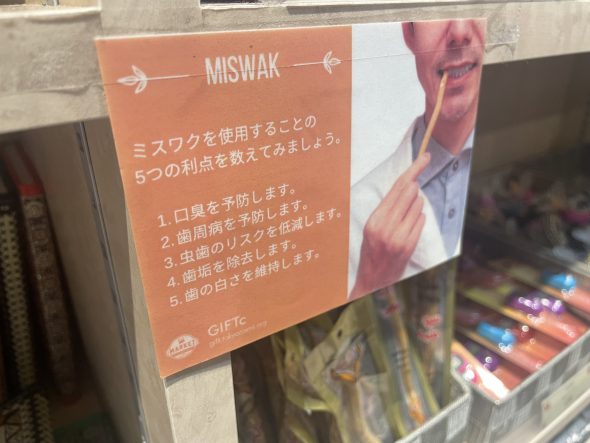 MISWAK
ミスワクを使用することの
5つの利点を数えてみましょう。
1. 口臭を予防します。
2. 歯周病を予防します。
3. 虫歯のリスクを低減します。
4. 歯垢を除去します。
5. 歯の白さを維持します。
MARKET
GIFTc